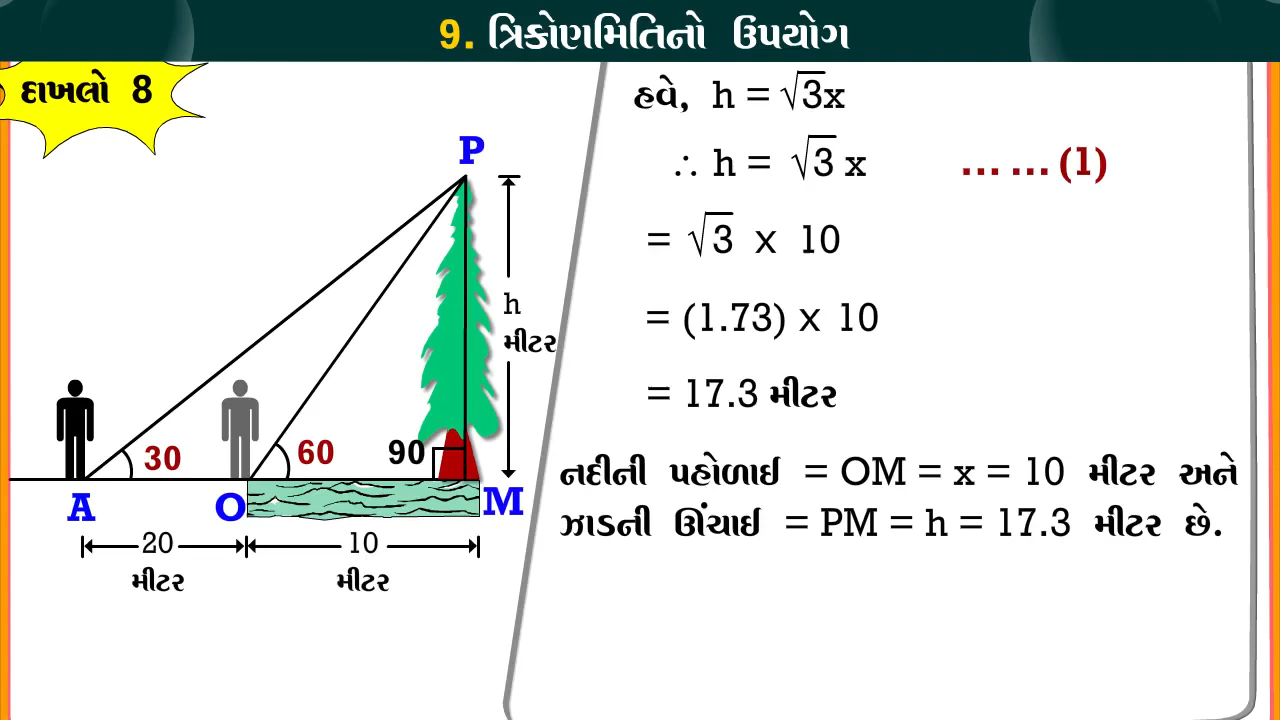 9. ત્રિકોણમિતિનો ઉપયોગ
દાખલો 8
હવે, h = √3x
∴ h = √3 x ... ... (1)
= √3 x 10
= (1.73) x 10
= 17.3 મીટર
નદીની પહોળાઈ = OM = x = 10 મીટર અને
ઝાડની ઊંચાઈ = PM = h = 17.3 મીટર છે.
P
h
મીટર
30
60
90
A
O
M
20
મીટર
10
મીટર